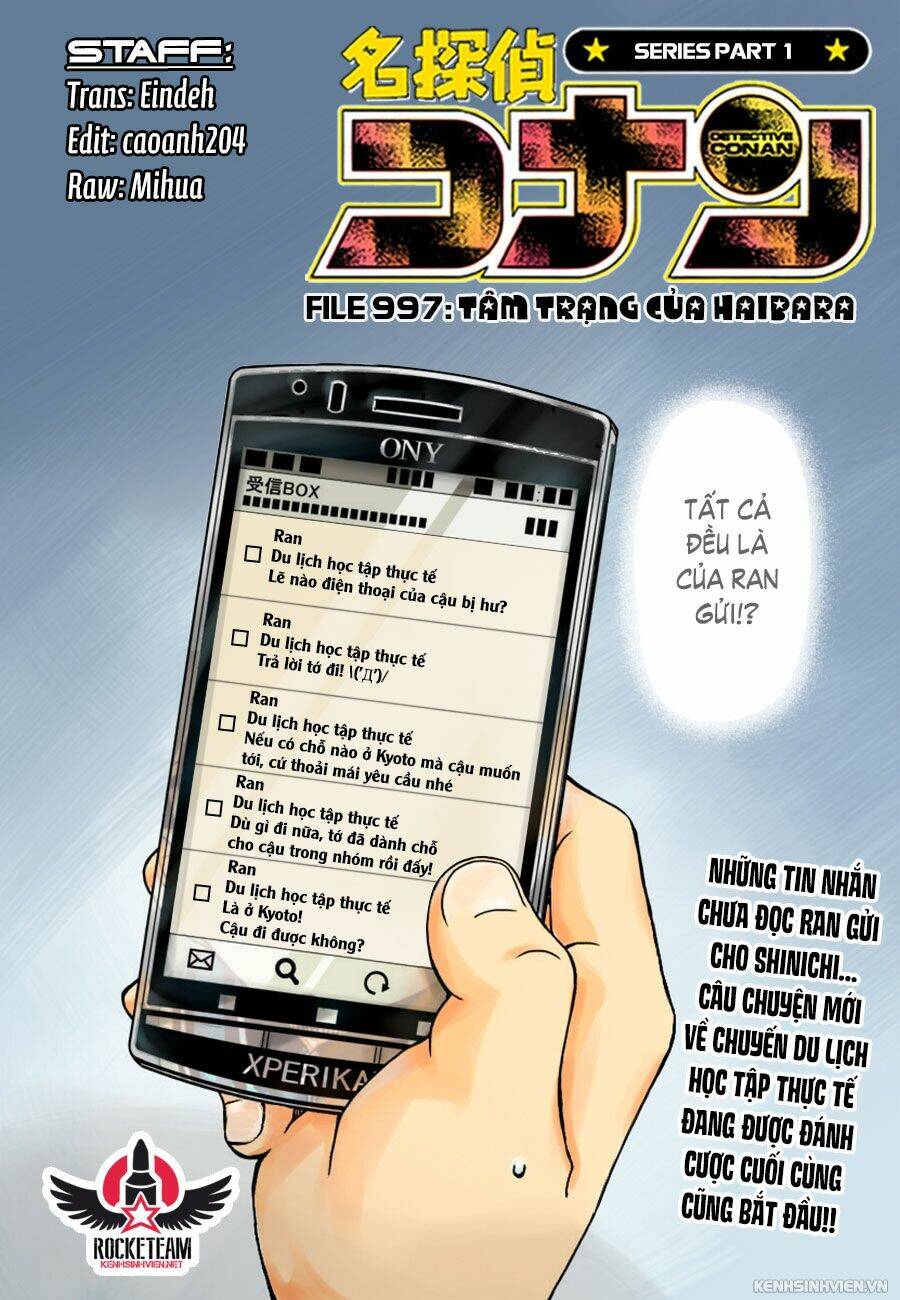 STAFF:
Trans: Eindeh
Edit: caoanh204
Raw: Mihua
名探偵
★ SERIES PART 1 ★
コナン
DETECTIVE
CONAN
FILE 997: TÂM TRẠNG CỦA HAIBARA
ONY
受信BOX
Ran
Du lịch học tập thực tế
Lẽ nào điện thoại của cậu bị hư?
Ran
Du lịch học tập thực tế
Trả lời tớ đi! \('Д')/
Ran
Du lịch học tập thực tế
Nếu có chỗ nào ở Kyoto mà cậu muốn
tới, cứ thoải mái yêu cầu nhé
Ran
Du lịch học tập thực tế
Dù gì đi nữa, tớ đã dành chỗ
cho cậu trong nhóm rồi đấy!
Ran
Du lịch học tập thực tế
Là ở Kyoto!
Cậu đi được không?
XPERIKA
TẤT CẢ
ĐỀU LÀ
CỦA RAN
GỬI!?
NHỮNG TIN NHẮN
CHƯA ĐỌC RAN GỬI
CHO SHINICHI...
CÂU CHUYỆN MỚI
VỀ CHUYẾN DU LỊCH
HỌC TẬP THỰC TẾ
ĐANG ĐƯỢC ĐÁNH
CƯỢC CUỐI CÙNG
CŨNG BẮT ĐẦU!!
ROCKETEAM
KENHSINHVIEN.NET
KENHSINHVIEN.VN